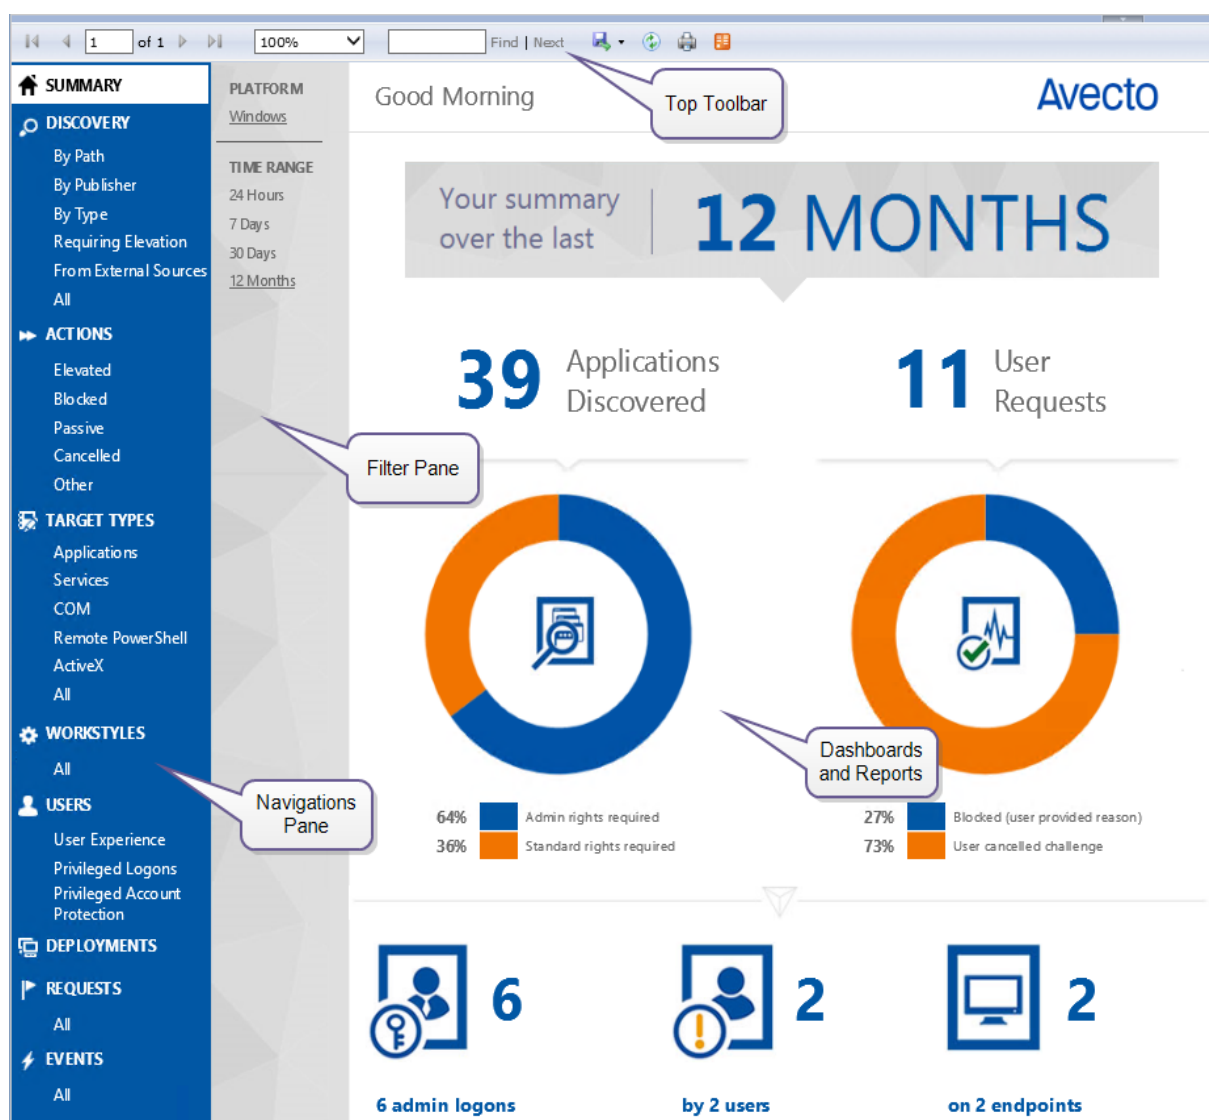 1 of 1 100% Find | Next
Top Toolbar
SUMMARY
DISCOVERY
By Path
By Publisher
By Type
Requiring Elevation
From External Sources
All
ACTIONS
Elevated
Blocked
Passive
Cancelled
Other
TARGET TYPES
Applications
Services
COM
Remote PowerShell
ActiveX
All
WORKSTYLES
All
USERS
User Experience
Privileged Logons
Privileged Account
Protection
DEPLOYMENTS
REQUESTS
All
EVENTS
All
Navigations
Pane
PLATFORM
Windows
TIME RANGE
24 Hours
7 Days
30 Days
12 Months
Filter Pane
Good Morning
Avecto
Your summary
over the last
12 MONTHS
39 Applications
Discovered
11 User
Requests
Dashboards
and Reports
64% Admin rights required
36% Standard rights required
27% Blocked (user provided reason)
73% User cancelled challenge
6
2
2
6 admin logons
by 2 users
on 2 endpoints